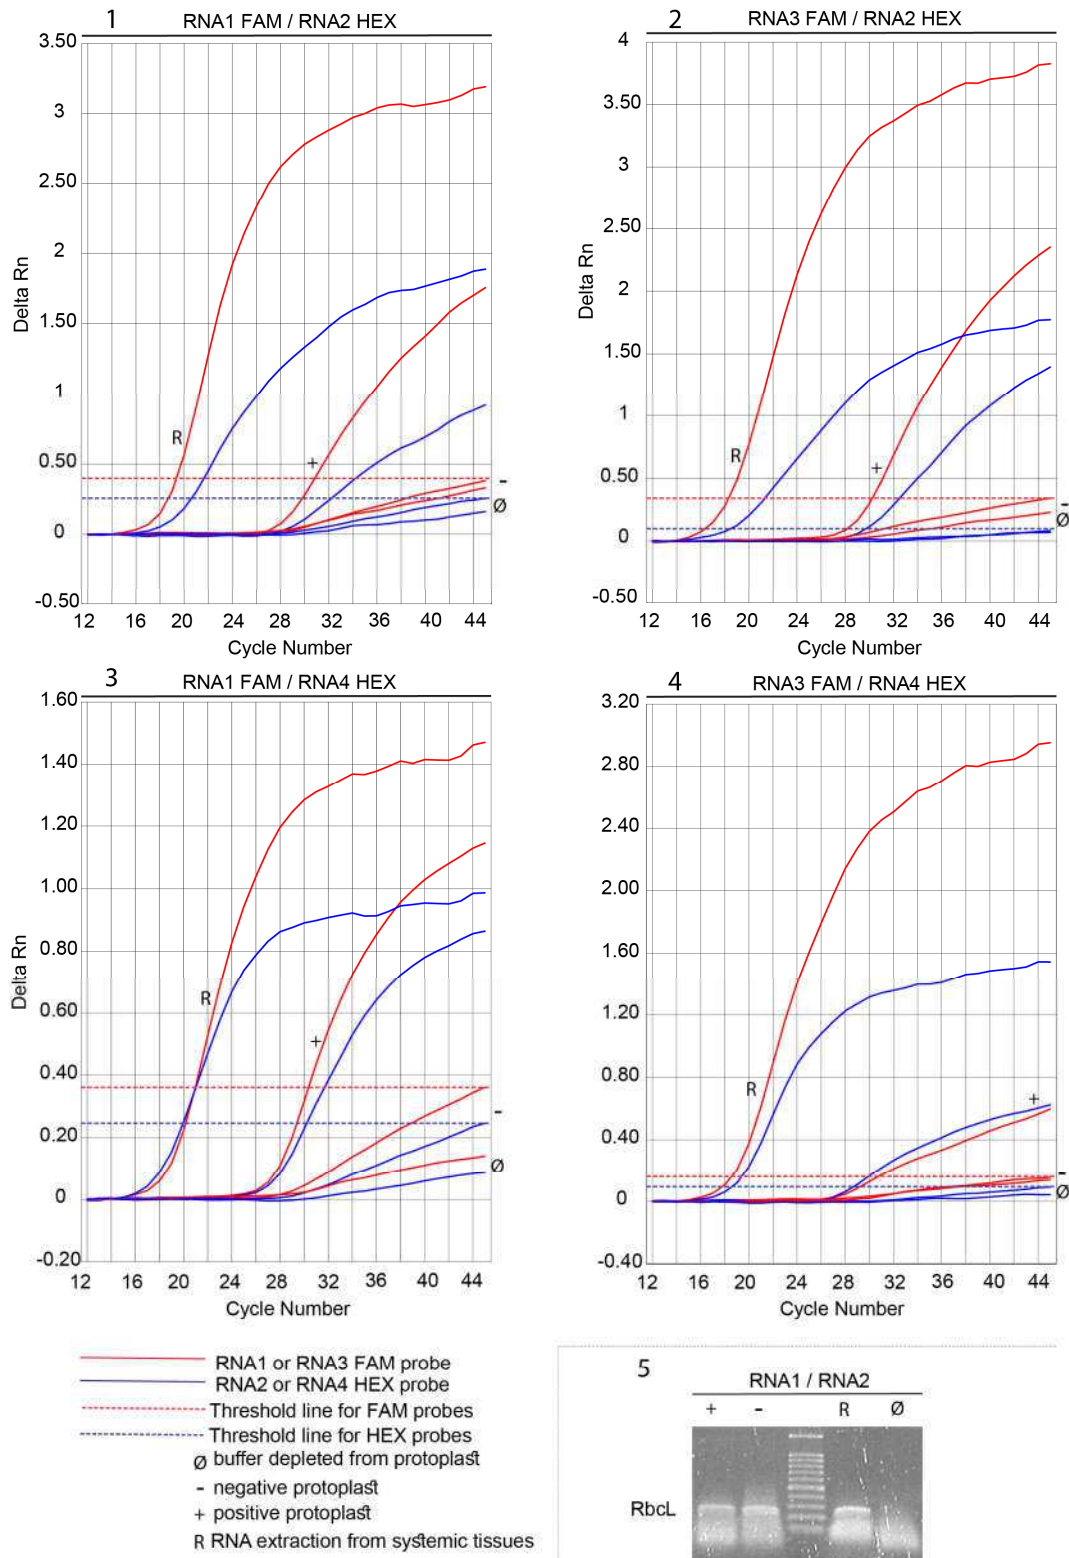 1 RNA1 FAM / RNA2 HEX
3.50
3
2.50
2
1.50
1
0.50
0
-0.50
Delta Rn
R
+
-
Ø
12 16 20 24 28 32 36 40 44
Cycle Number
2 RNA3 FAM / RNA2 HEX
4
3.50
3
2.50
2
1.50
1
0.50
0
-0.50
Delta Rn
R
+
-
Ø
12 16 20 24 28 32 36 40 44
Cycle Number
3 RNA1 FAM / RNA4 HEX
1.60
1.40
1.20
1.00
0.80
0.60
0.40
0.20
0
-0.20
Delta Rn
R
+
-
Ø
12 16 20 24 28 32 36 40 44
Cycle Number
4 RNA3 FAM / RNA4 HEX
3.20
2.80
2.40
2.00
1.60
1.20
0.80
0.40
0
-0.40
R
+
-
Ø
12 16 20 24 28 32 36 40 44
Cycle Number
RNA1 or RNA3 FAM probe
RNA2 or RNA4 HEX probe
Threshold line for FAM probes
Threshold line for HEX probes
Ø buffer depleted from protoplast
- negative protoplast
+ positive protoplast
R RNA extraction from systemic tissues
5
RNA1 / RNA2
+ - R Ø
RbcL